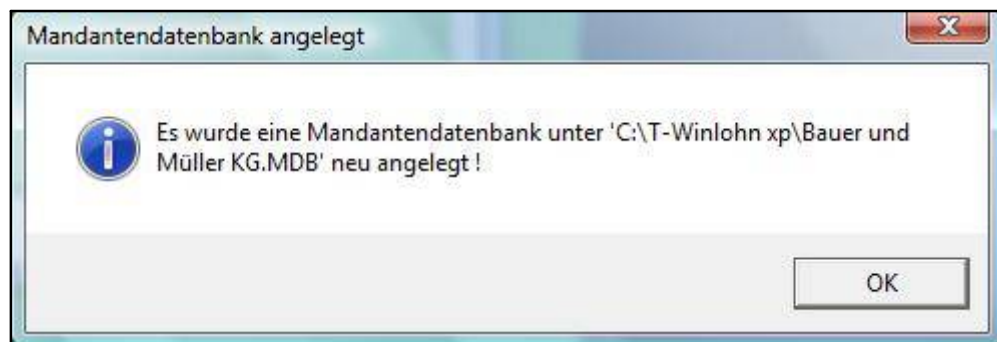 Mandantendatenbank angelegt
Es wurde eine Mandantendatenbank unter 'C:\T-Winlohn xp\Bauer und
Müller KG.MDB' neu angelegt !
OK